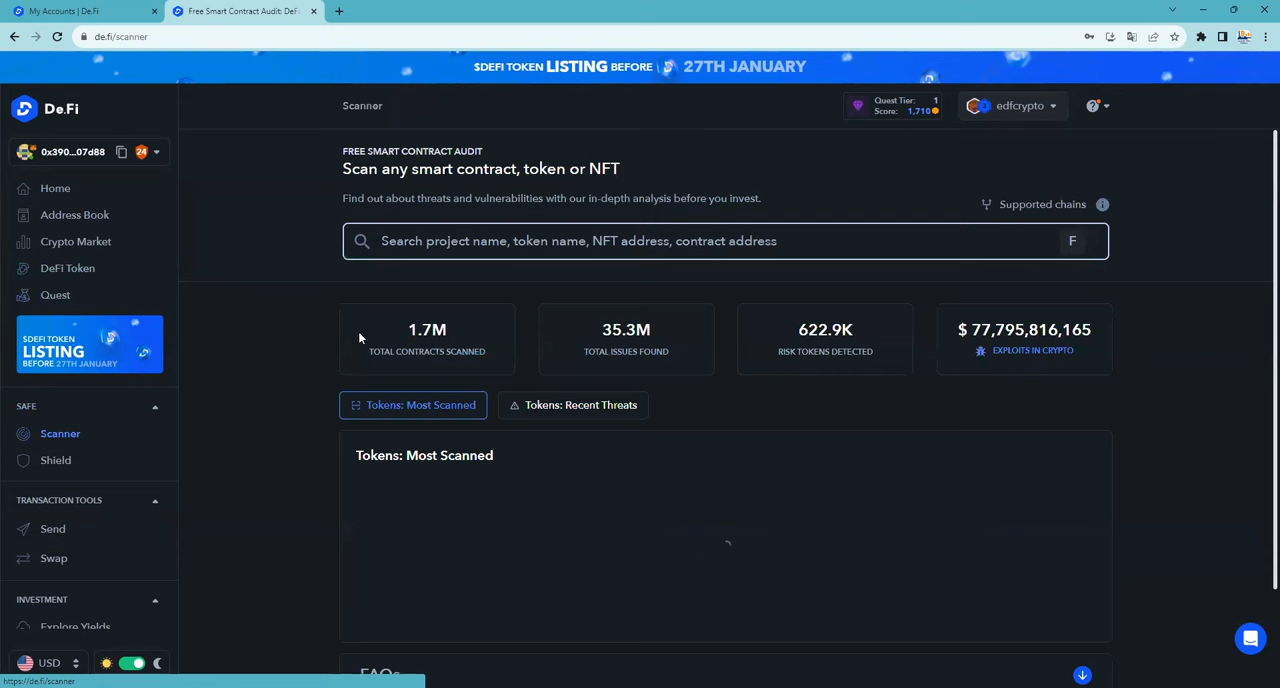 My Accounts | De.Fi
Free Smart Contract Audit: DeF
de.fi/scanner
$DEFI TOKEN LISTING BEFORE 27TH JANUARY
De.Fi
0x390...07d88
24
Home
Address Book
Crypto Market
DeFi Token
Quest
$DEFI TOKEN
LISTING
BEFORE 27TH JANUARY
SAFE
Scanner
Shield
TRANSACTION TOOLS
Send
Swap
INVESTMENT
Explore Yields
USD
https://de.fi/scanner
Scanner
Quest Tier: 1
Score: 1,710
edfcrypto
?
FREE SMART CONTRACT AUDIT
Scan any smart contract, token or NFT
Find out about threats and vulnerabilities with our in-depth analysis before you invest.
Supported chains i
Search project name, token name, NFT address, contract address F
1.7M
TOTAL CONTRACTS SCANNED
35.3M
TOTAL ISSUES FOUND
622.9K
RISK TOKENS DETECTED
$ 77,795,816,165
EXPLOITS IN CRYPTO
Tokens: Most Scanned
Tokens: Recent Threats
Tokens: Most Scanned
FAQs